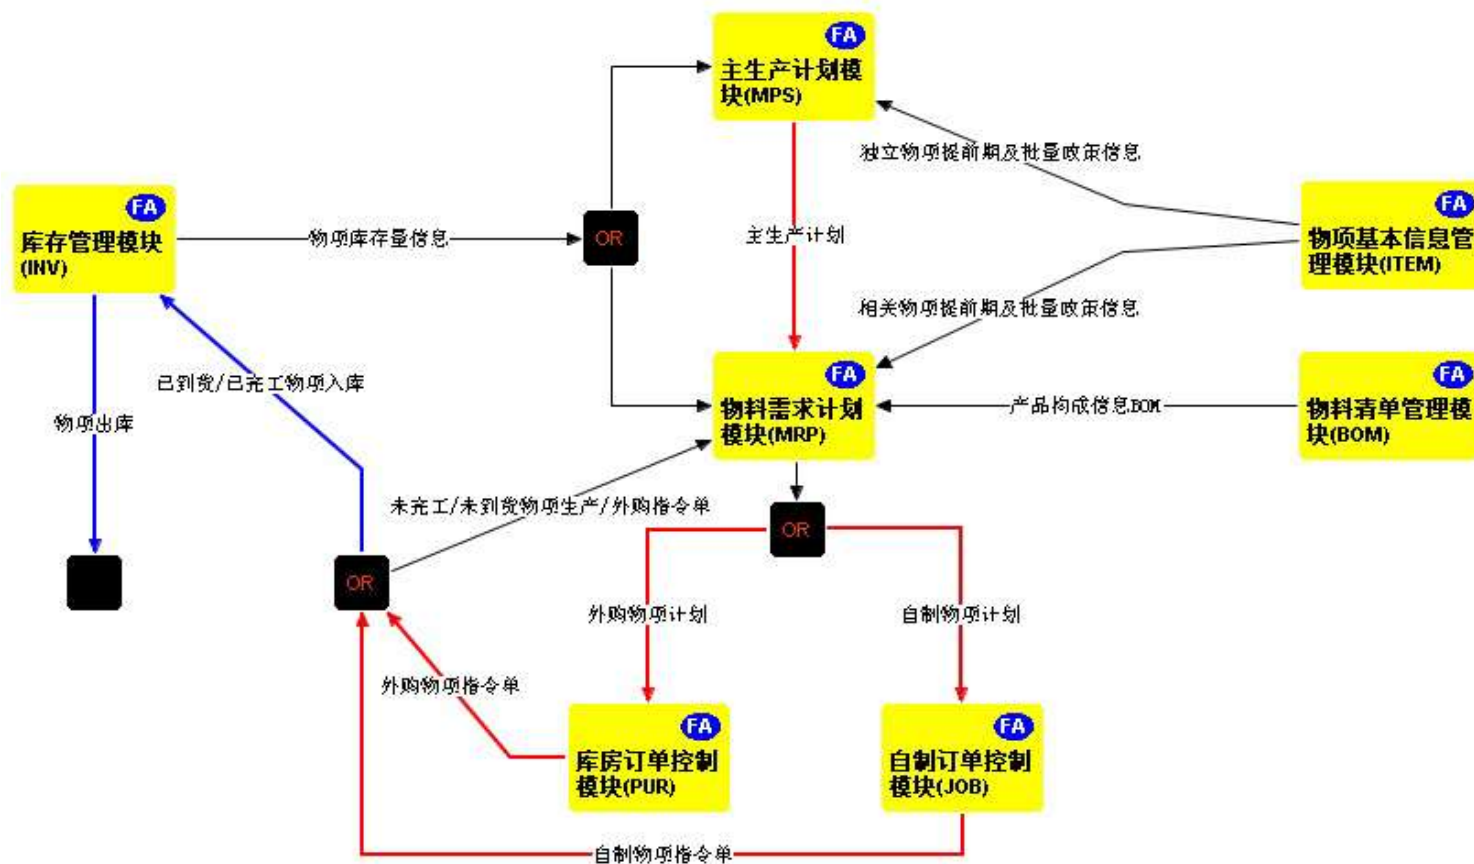 FA
主生产计划模
块(MPS)
独立物项提前期及批量政策信息
FA
库存管理模块
(INV)
物项库存量信息
OR
主生产计划
FA
物项基本信息管
理模块(ITEM)
相关物项提前期及批量政策信息
已到货/已完工物项入库
物项出库
FA
物料需求计划
模块(MRP)
产品构成信息BOM
FA
物料清单管理模
块(BOM)
未完工/未到货物项生产/外购指令单
OR
OR
外购物项计划
自制物项计划
外购物项指令单
FA
库房订单控制
模块(PUR)
FA
自制订单控制
模块(JOB)
自制物项指令单